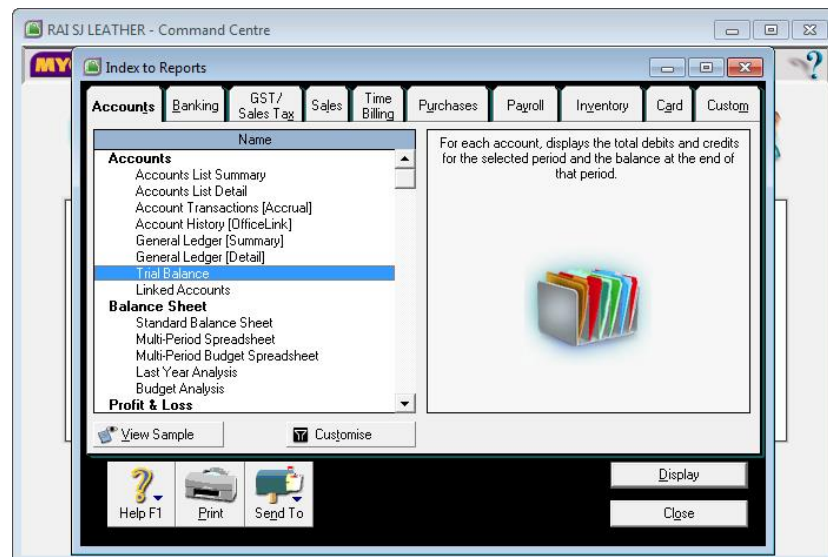 RAI SJ LEATHER - Command Centre
MYO
Index to Reports
Accounts
Banking
GST/
Sales Tax
Sales
Time
Billing
Purchases
Payroll
Inventory
Card
Custom
Name
Accounts
Accounts List Summary
Accounts List Detail
Account Transactions [Accrual]
Account History [OfficeLink]
General Ledger [Summary]
General Ledger [Detail]
Trial Balance
Linked Accounts
Balance Sheet
Standard Balance Sheet
Multi-Period Spreadsheet
Multi-Period Budget Spreadsheet
Last Year Analysis
Budget Analysis
Profit & Loss
For each account, displays the total debits and credits
for the selected period and the balance at the end of
that period.
View Sample
Customise
Help F1
Print
Send To
Display
Close